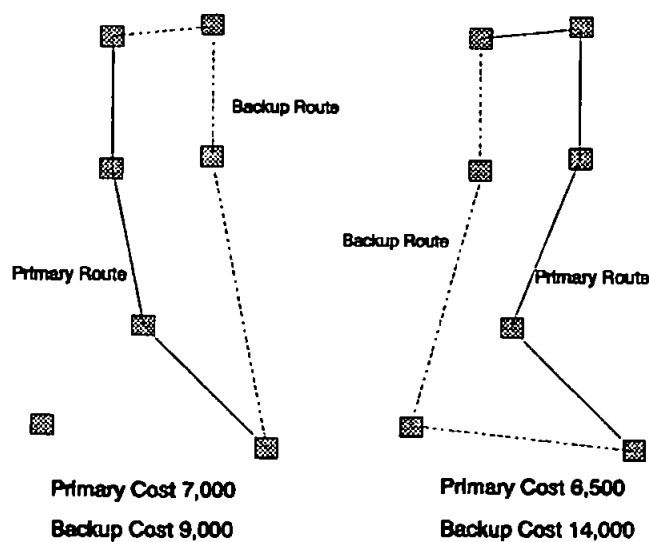 Backup Route
Primary Route
Primary Cost 7,000
Backup Cost 9,000
Backup Route
Primary Route
Primary Cost 6,500
Backup Cost 14,000